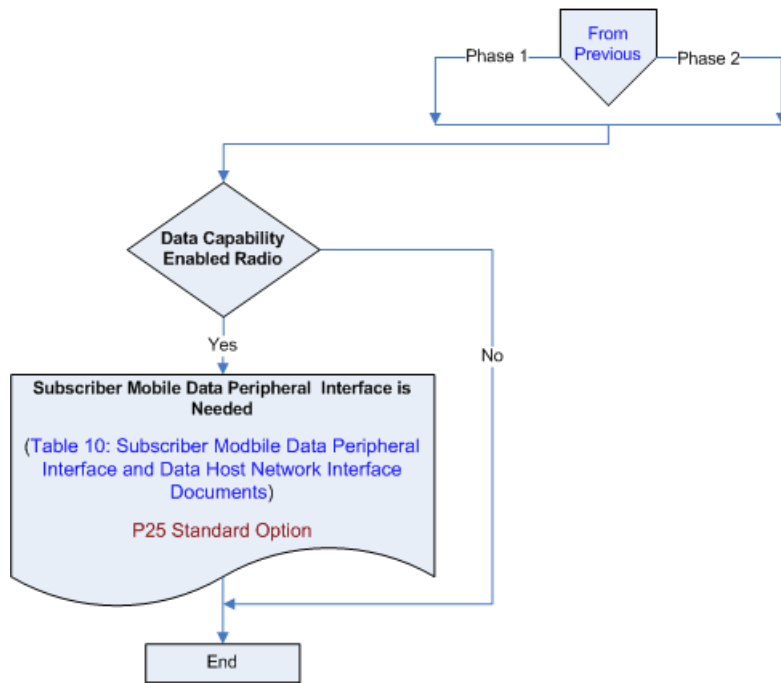 From
Previous
Phase 1
Phase 2
Data Capability
Enabled Radio
Yes
No
Subscriber Mobile Data Peripheral Interface is
Needed
(Table 10: Subscriber Modbile Data Peripheral
Interface and Data Host Network Interface
Documents)
P25 Standard Option
End